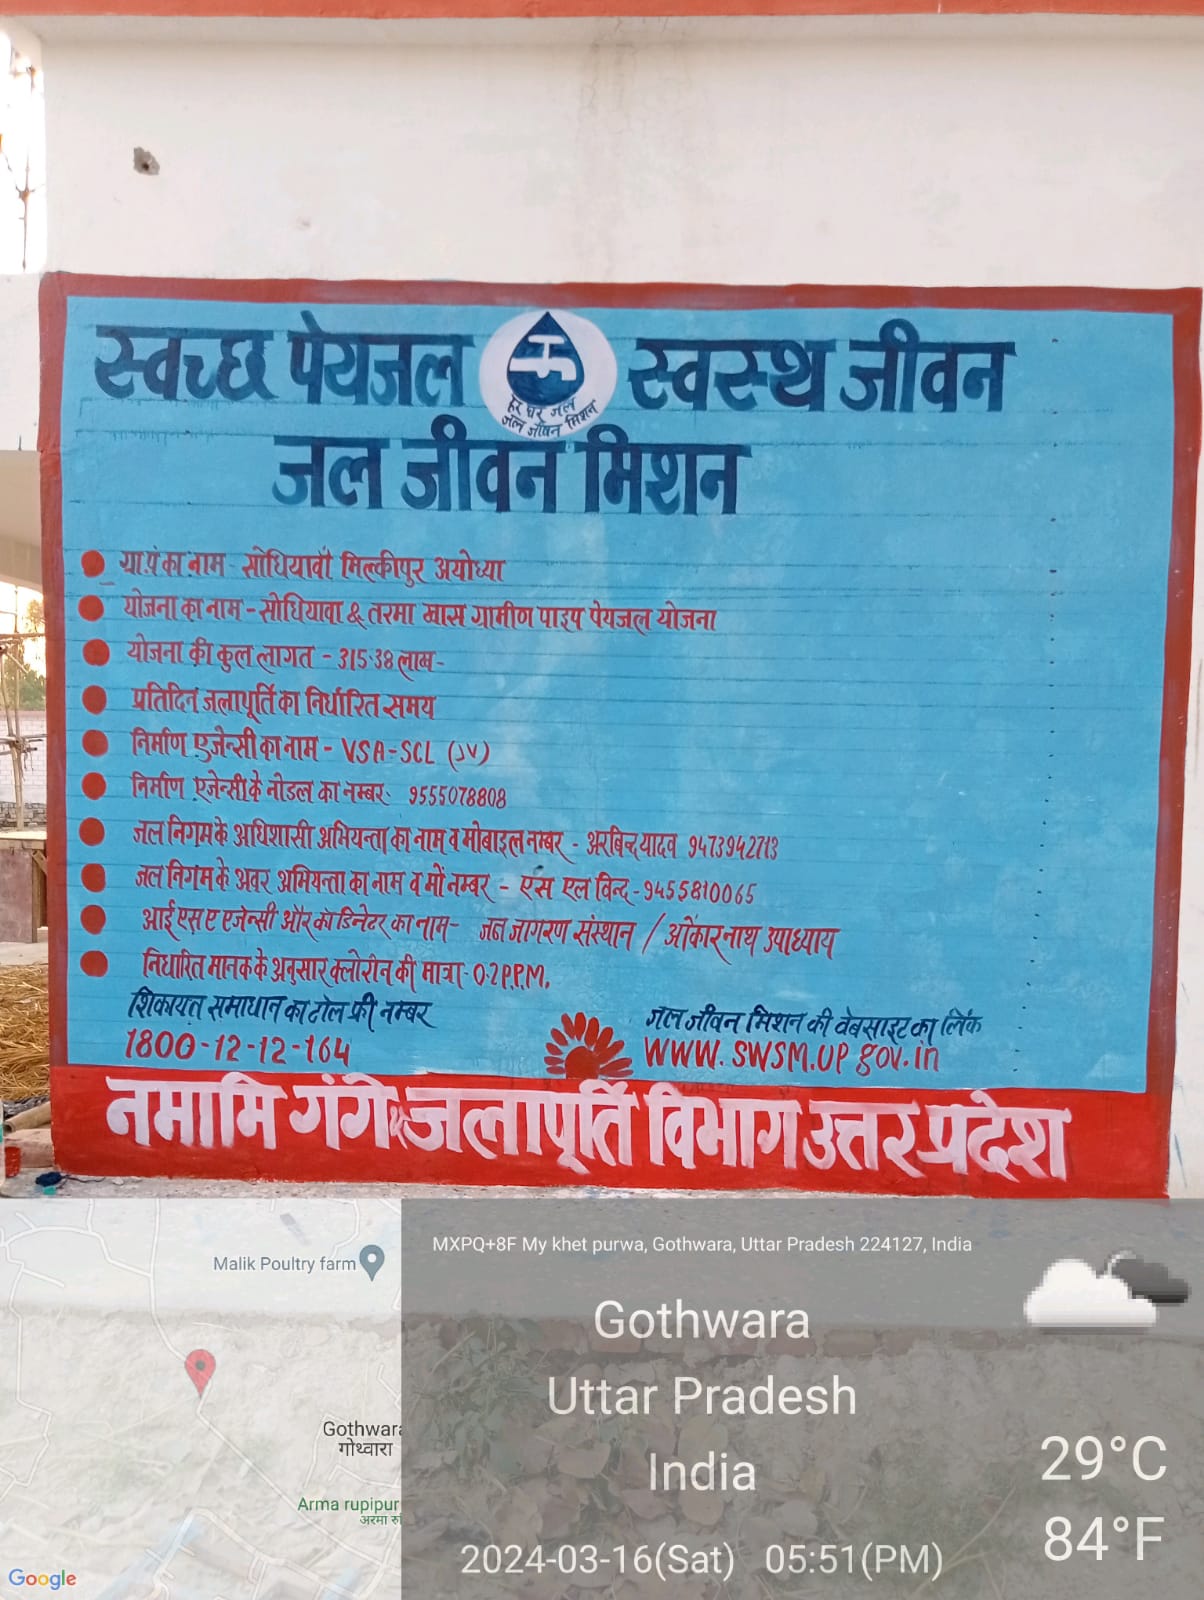 स्वच्छ पेयजल स्वस्थ जीवन
हर घर जल
जल जीवन मिशन
जल जीवन मिशन
ग्रा.पं का नाम - सोधियावाँ मिल्कीपुर अयोध्या
योजना का नाम - सोधियावा & तरमा खास ग्रामीण पाइप पेयजल योजना
योजना की कुल लागत - 315.38 लाख -
प्रतिदिन जलापूर्ति का निर्धारित समय
निर्माण एजेन्सी का नाम - VSA-SCL (JV)
निर्माण एजेन्सी के नोडल का नम्बर - 9555078808
जल निगम के अधिशासी अभियन्ता का नाम व मोबाइल नम्बर - अरबिन्द यादव 9473942713
जल निगम के अवर अभियन्ता का नाम व मों नम्बर - एस एल विन्द - 9455810065
आई एस ए एजेन्सी और कॉडिनेटर का नाम - जन जागरण संस्थान / ओंकार नाथ उपाध्याय
निर्धारित मानक के अनुसार क्लोरीन की मात्रा - 0.2 P.P.M.
शिकायत समाधान का टोल फ्री नम्बर
1800-12-12-164
जल जीवन मिशन की वेबसाइट का लिंक
WWW.SWSM.UP gov.in
नमामि गंगे जलापूर्ति विभाग उत्तर प्रदेश
MXPQ+8F My khet purwa, Gothwara, Uttar Pradesh 224127, India
Gothwara
Uttar Pradesh
India
2024-03-16(Sat) 05:51(PM)
29°C
84°F
Malik Poultry farm
Gothwara
गोथ्वारा
Arma rupipur
अरमा
Google